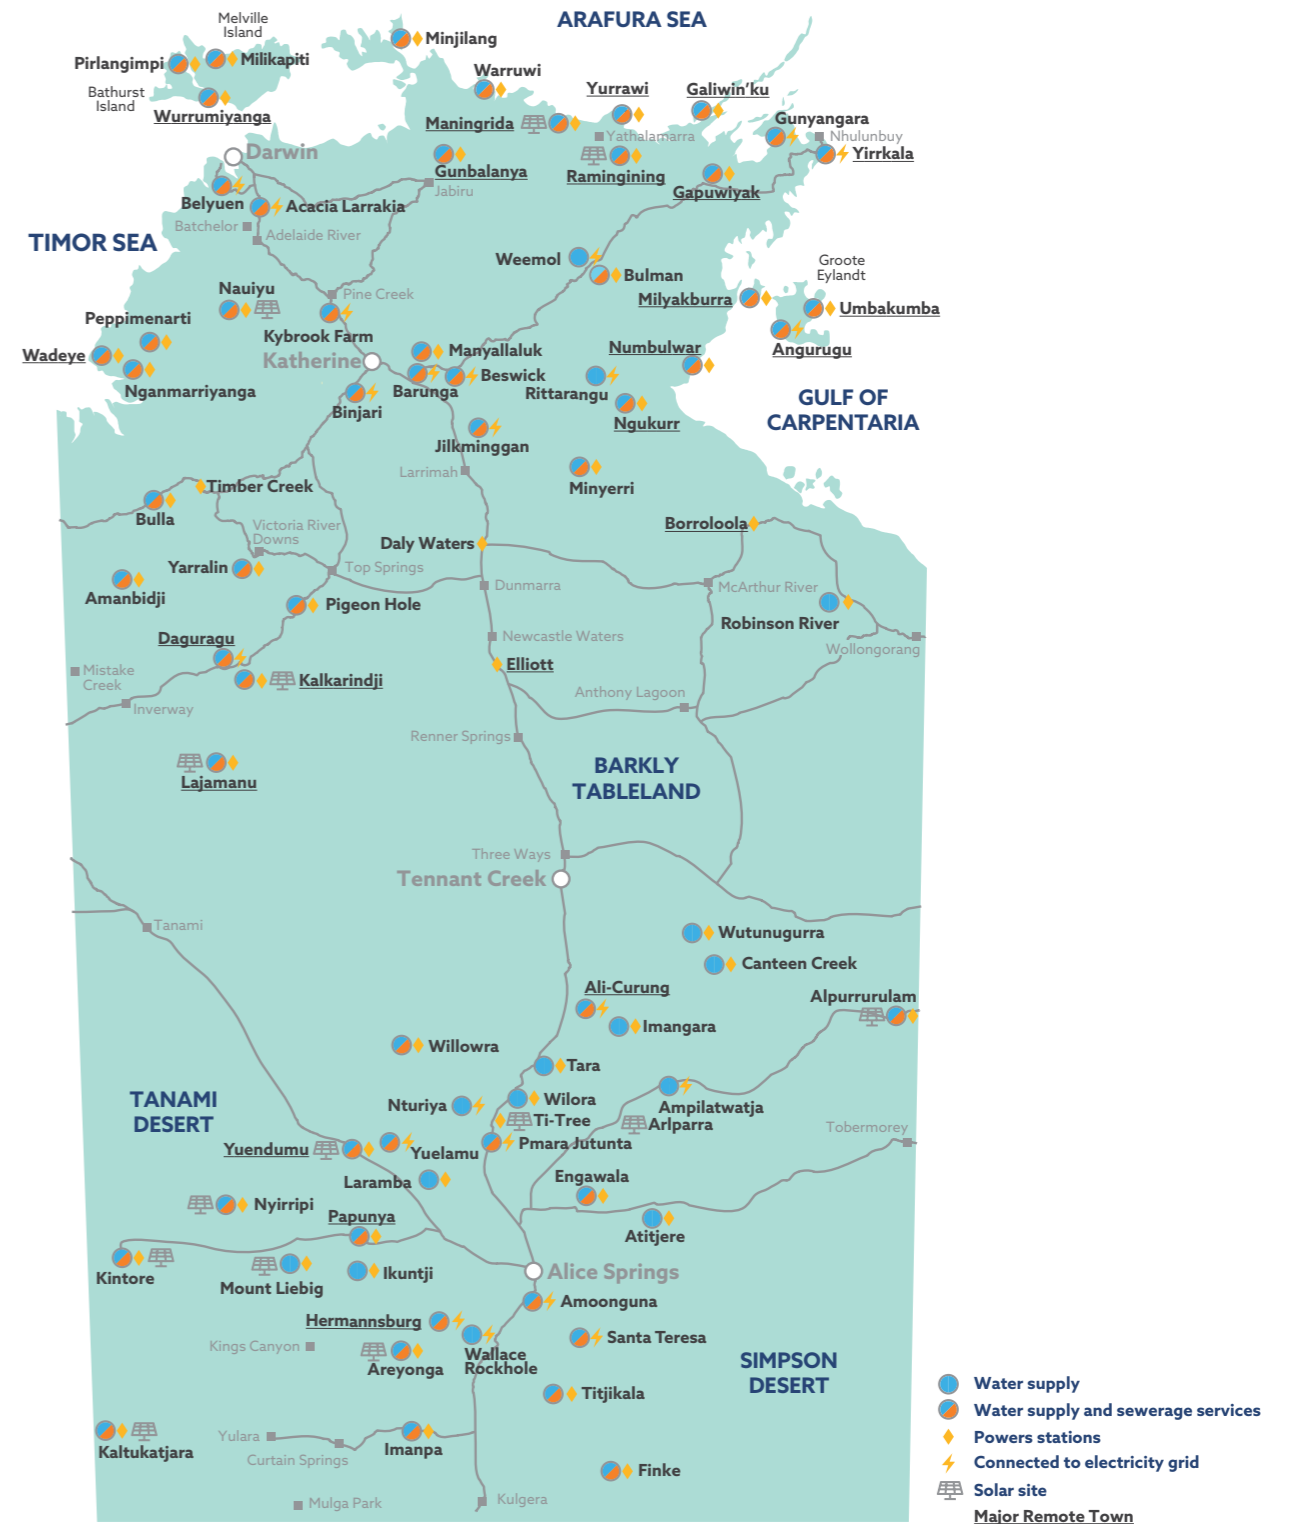 Melville
Island
ARAFURA SEA
Minjilang
Pirlangimpi
Milikapiti
Warruwi
Bathurst
Island
Wurrumiyanga
Yurrawi
Galiwin'ku
Maningrida
Yathalamarra
Gunyangara
Nhulunbuy
Yirrkala
Darwin
Gunbalanya
Ramingining
Gapuwiyak
Jabiru
Belyuen
Acacia Larrakia
Batchelor
Adelaide River
TIMOR SEA
Weemol
Bulman
Groote
Eylandt
Nauiyu
Pine Creek
Milyakburra
Umbakumba
Peppimenarti
Kybrook Farm
Angurugu
Wadeye
Katherine
Manyallaluk
Numbulwar
Nganmarriyanga
Barunga
Beswick
Rittarangu
GULF OF
CARPENTARIA
Binjari
Ngukurr
Jilkminggan
Larrimah
Minyerri
Timber Creek
Bulla
Victoria River
Downs
Borroloola
Daly Waters
Yarralin
Top Springs
Amanbidji
Dunmarra
McArthur River
Pigeon Hole
Robinson River
Daguragu
Newcastle Waters
Wollongorang
Mistake
Creek
Kalkarindji
Elliott
Anthony Lagoon
Inverway
Renner Springs
Lajamanu
BARKLY
TABLELAND
Three Ways
Tennant Creek
Tanami
Wutunugurra
Canteen Creek
Ali-Curung
Alpurrurulam
Imangara
Willowra
Tara
TANAMI
DESERT
Nturiya
Wilora
Ampilatwatja
Ti-Tree
Arlparra
Tobermorey
Yuendumu
Yuelamu
Pmara Jutunta
Laramba
Engawala
Nyirripi
Papunya
Atitjere
Kintore
Mount Liebig
Ikuntji
Alice Springs
Amoonguna
Hermannsburg
Santa Teresa
Kings Canyon
Wallace
Rockhole
Areyonga
SIMPSON
DESERT
Titjikala
Kaltukatjara
Yulara
Curtain Springs
Imanpa
Finke
Mulga Park
Kulgera
Water supply
Water supply and sewerage services
Powers stations
Connected to electricity grid
Solar site
Major Remote Town